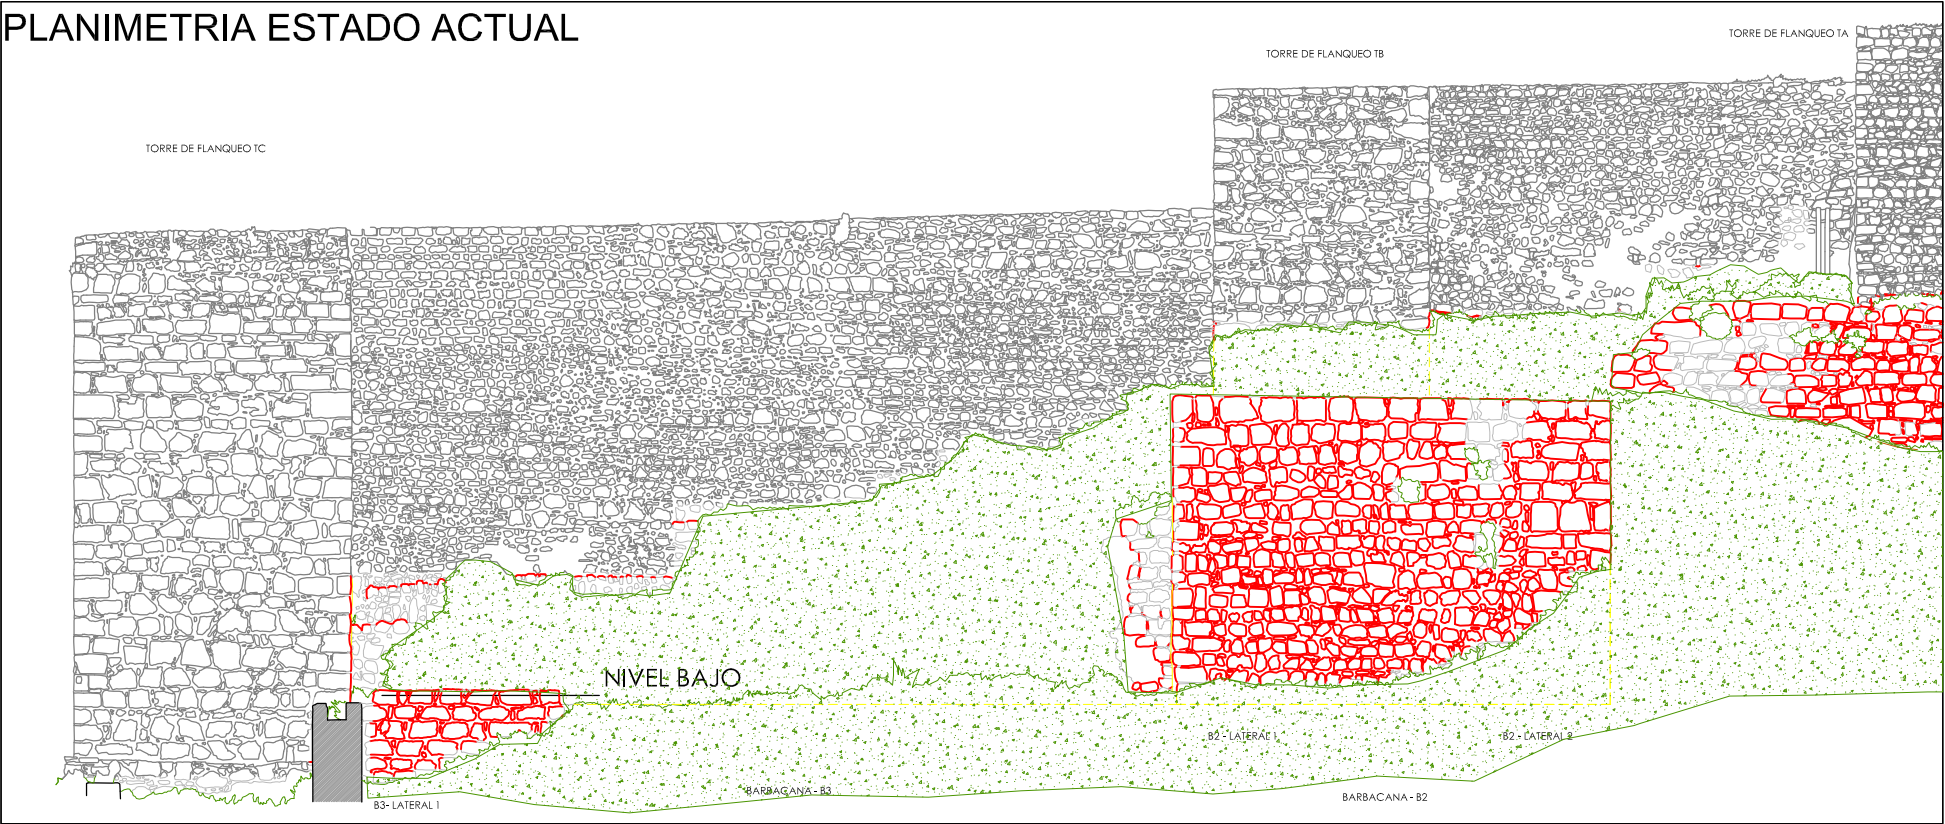 PLANIMETRIA ESTADO ACTUAL
TORRE DE FLANQUEO TA
TORRE DE FLANQUEO TB
TORRE DE FLANQUEO TC
NIVEL BAJO
B2 - LATERAL 1
B2 - LATERAL 2
BARBACANA - B3
BARBACANA - B2
B3- LATERAL 1